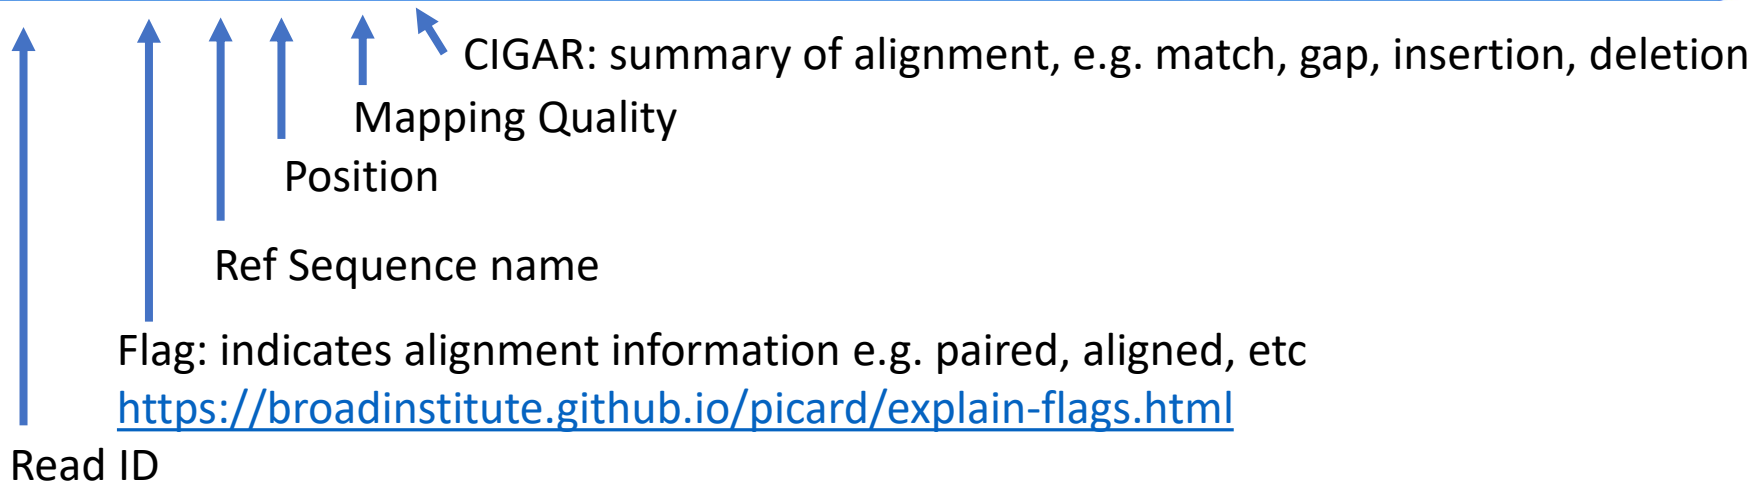 CIGAR: summary of alignment, e.g. match, gap, insertion, deletion
Mapping Quality
Position
Ref Sequence name
Flag: indicates alignment information e.g. paired, aligned, etc
https://broadinstitute.github.io/picard/explain-flags.html
Read ID